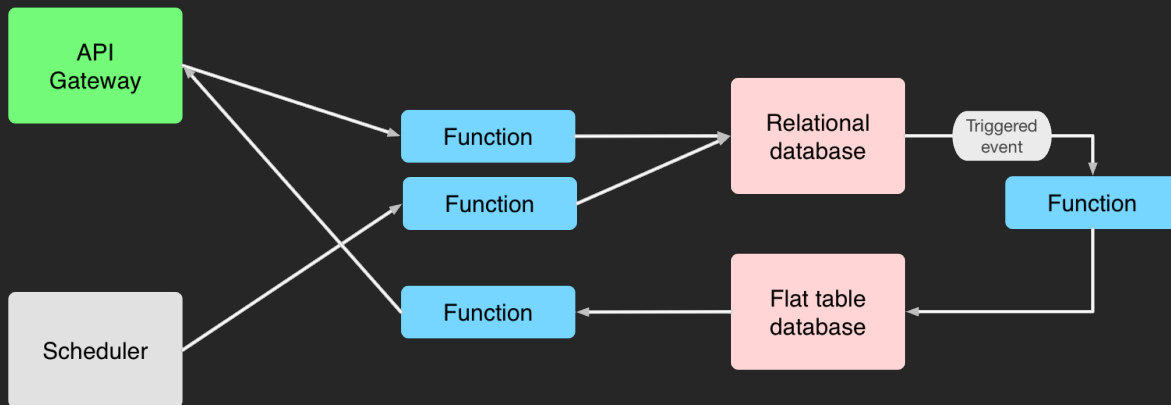 API
Gateway
Function
Relational
database
Triggered
event
Function
Function
Function
Flat table
database
Scheduler